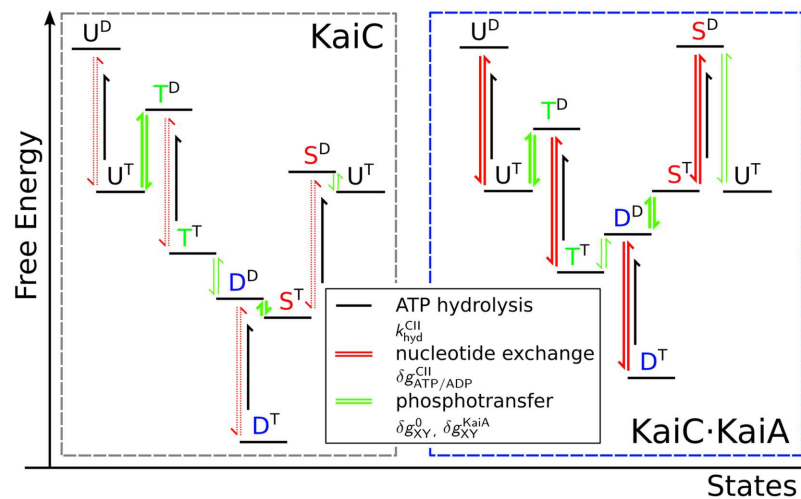 KaiC
U^D
T^D
U^T
T^T
D^D
S^T
S^D
U^T
D^T
U^D
T^D
U^T
T^T
D^D
S^T
S^D
U^T
D^T
KaiC·KaiA
ATP hydrolysis
k_hyd^CII
nucleotide exchange
δg_ATP/ADP^CII
phosphotransfer
δg_XY^0, δg_XY^KaiA
Free Energy
States